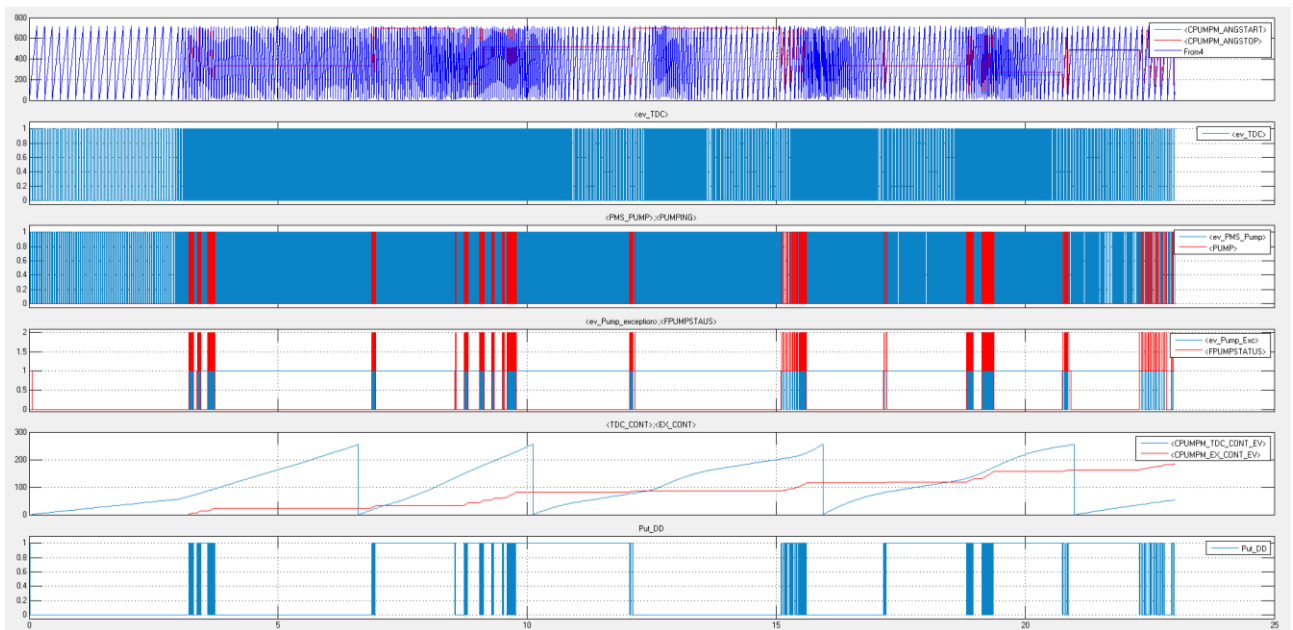 800
600
400
200
0
<CPUMPM_ANGSTART>
<CPUMPM_ANGSTOP>
From4
<ev_TDC>
1
0.8
0.6
0.4
0.2
0
<ev_TDC>
<PMS_PUMP>;<PUMPING>
1
0.8
0.6
0.4
0.2
0
<ev_PMS_Pump>
<PUMP>
<ev_Pump_exception>;<FPUMPSTAUS>
2
1.5
1
0.5
0
<ev_Pump_Exc>
<FPUMPSTATUS>
<TDC_CONT>;<EX_CONT>
300
200
100
0
<CPUMPM_TDC_CONT_EV>
<CPUMPM_EX_CONT_EV>
Put_DD
1
0.8
0.6
0.4
0.2
0
Put_DD
0 5 10 15 20 25